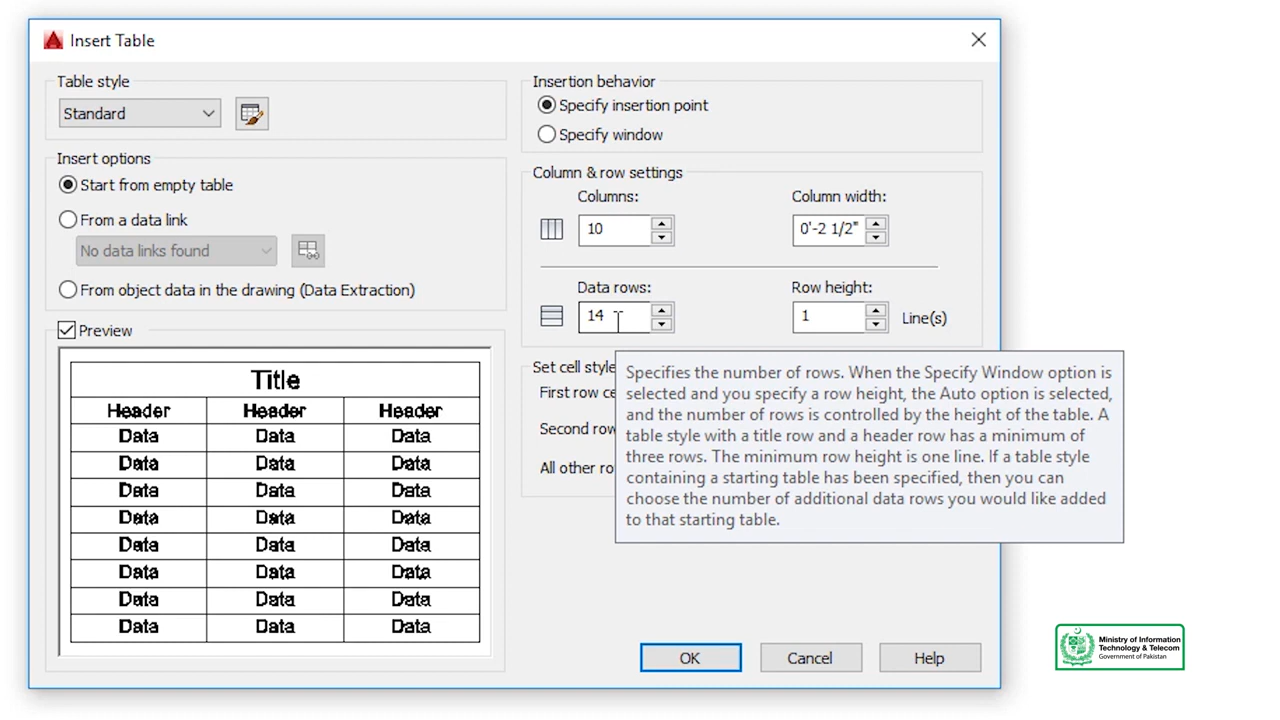 Insert Table
Table style
Standard
Insert options
Start from empty table
From a data link
No data links found
From object data in the drawing (Data Extraction)
Preview
Title
Header Header Header
Data Data Data
Data Data Data
Data Data Data
Data Data Data
Data Data Data
Data Data Data
Data Data Data
Data Data Data
Insertion behavior
Specify insertion point
Specify window
Column & row settings
Columns: Column width:
10 0'-2 1/2"
Data rows: Row height:
14 1 Line(s)
Set cell style
First row ce
Second row
All other ro
Specifies the number of rows. When the Specify Window option is
selected and you specify a row height, the Auto option is selected,
and the number of rows is controlled by the height of the table. A
table style with a title row and a header row has a minimum of
three rows. The minimum row height is one line. If a table style
containing a starting table has been specified, then you can
choose the number of additional data rows you would like added
to that starting table.
OK Cancel Help
Ministry of Information
Technology & Telecom
Government of Pakistan